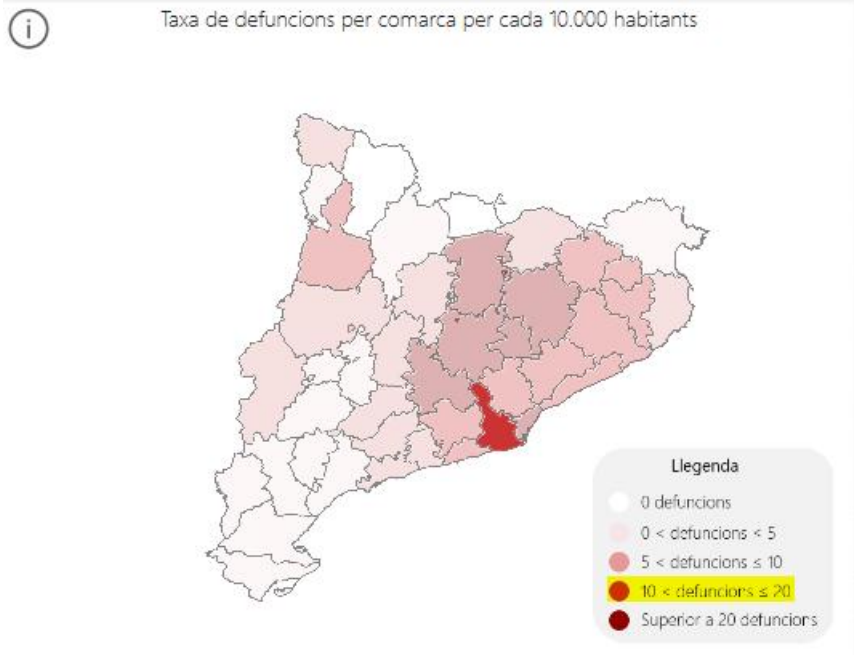 i
Taxa de defuncions per comarca per cada 10.000 habitants
Llegenda
0 defuncions
0 < defuncions < 5
5 < defuncions ≤ 10
10 < defuncions ≤ 20
Superior a 20 defuncions